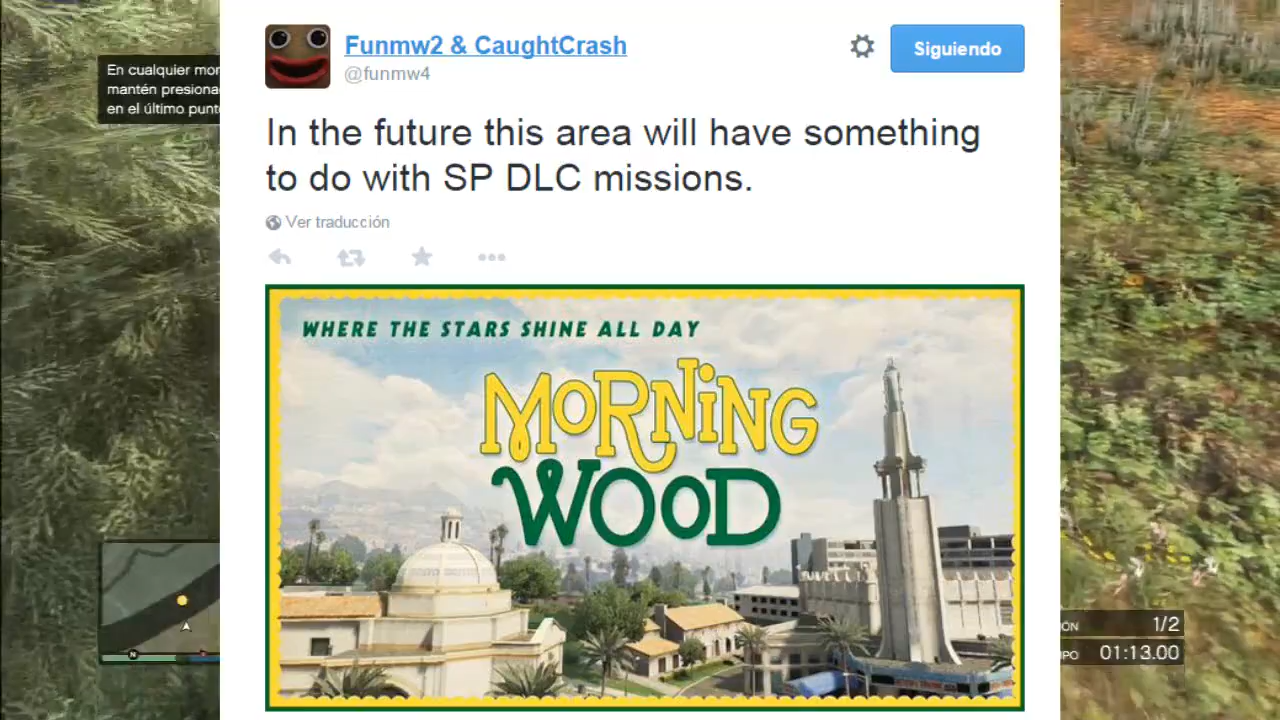 Funmw2 & CaughtCrash
@funmw4
Siguiendo
En cualquier mor
mantén presiona
en el último punt
In the future this area will have something
to do with SP DLC missions.
Ver traducción
WHERE THE STARS SHINE ALL DAY
MORNiNG
WOOD
N
IÓN 1/2
MPO 01:13.00